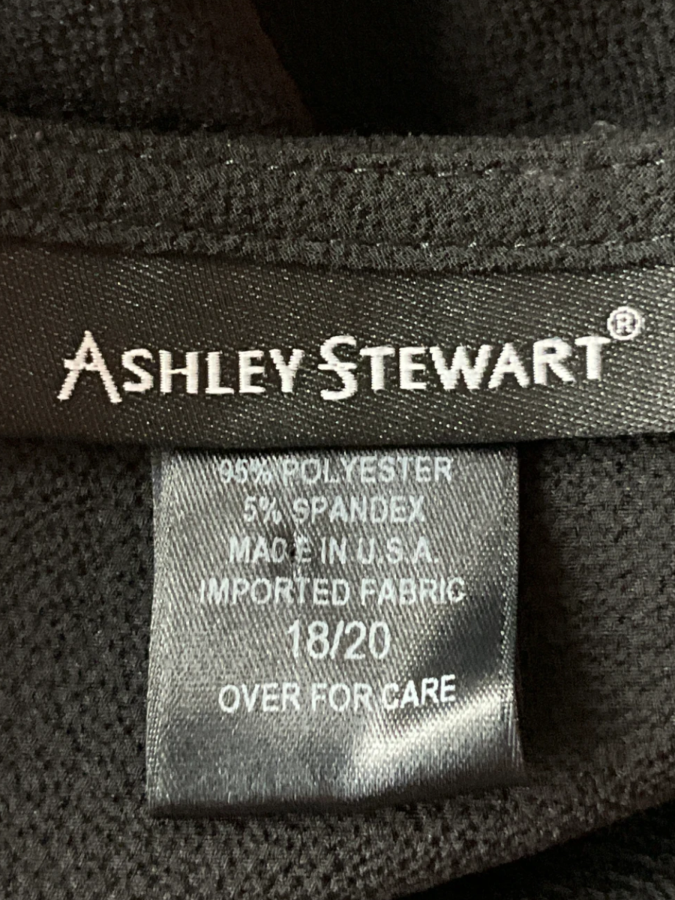 ASHLEY STEWART®
95% POLYESTER
5% SPANDEX
MADE IN U.S.A.
IMPORTED FABRIC
18/20
OVER FOR CARE